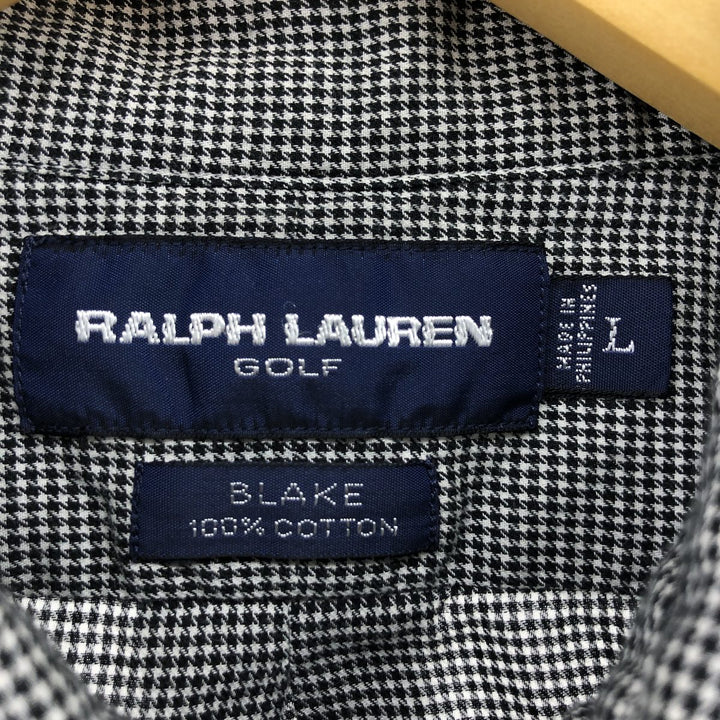 RALPH LAUREN
GOLF
MADE IN
PHILIPPINES
L
BLAKE
100% COTTON